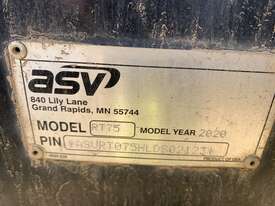 asv
840 Lily Lane
Grand Rapids, MN 55744
MODEL RT75 MODEL YEAR 2020
PIN